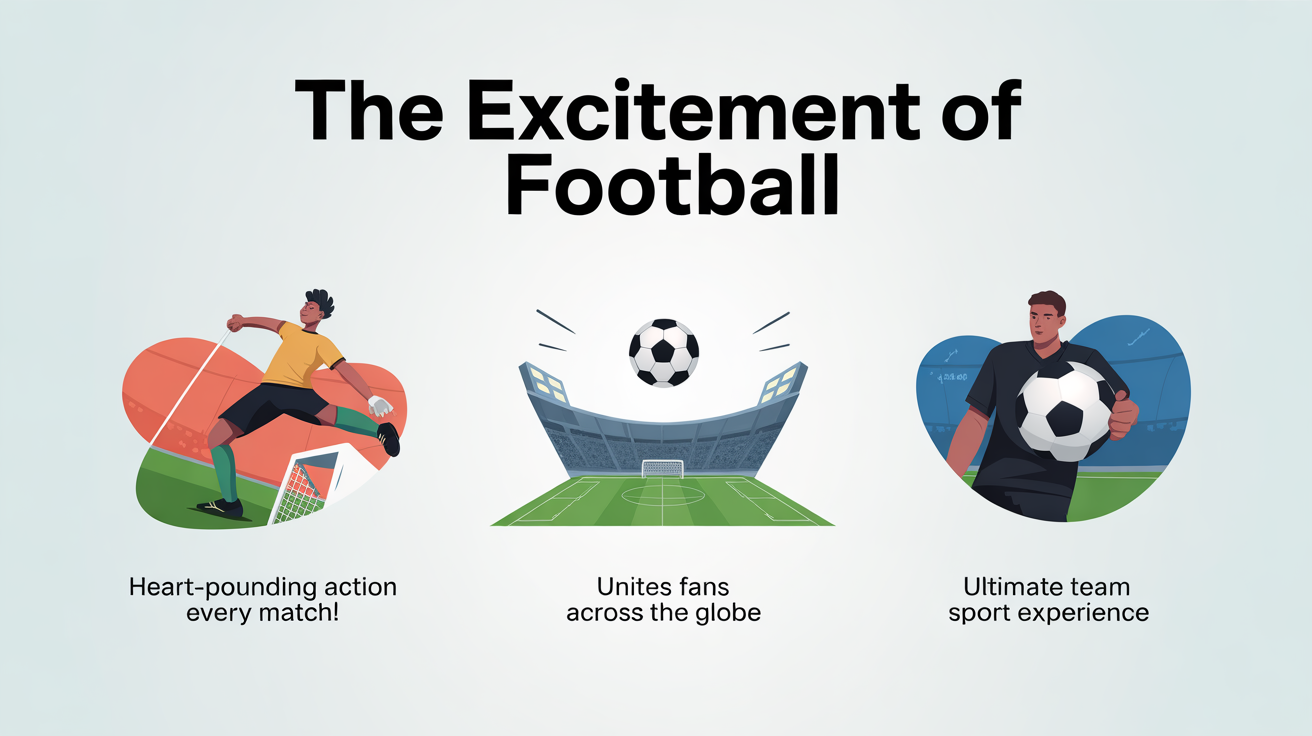 The Excitement of
Football
Heart-pounding action
every match!
Unites fans
across the globe
Ultimate team
sport experience